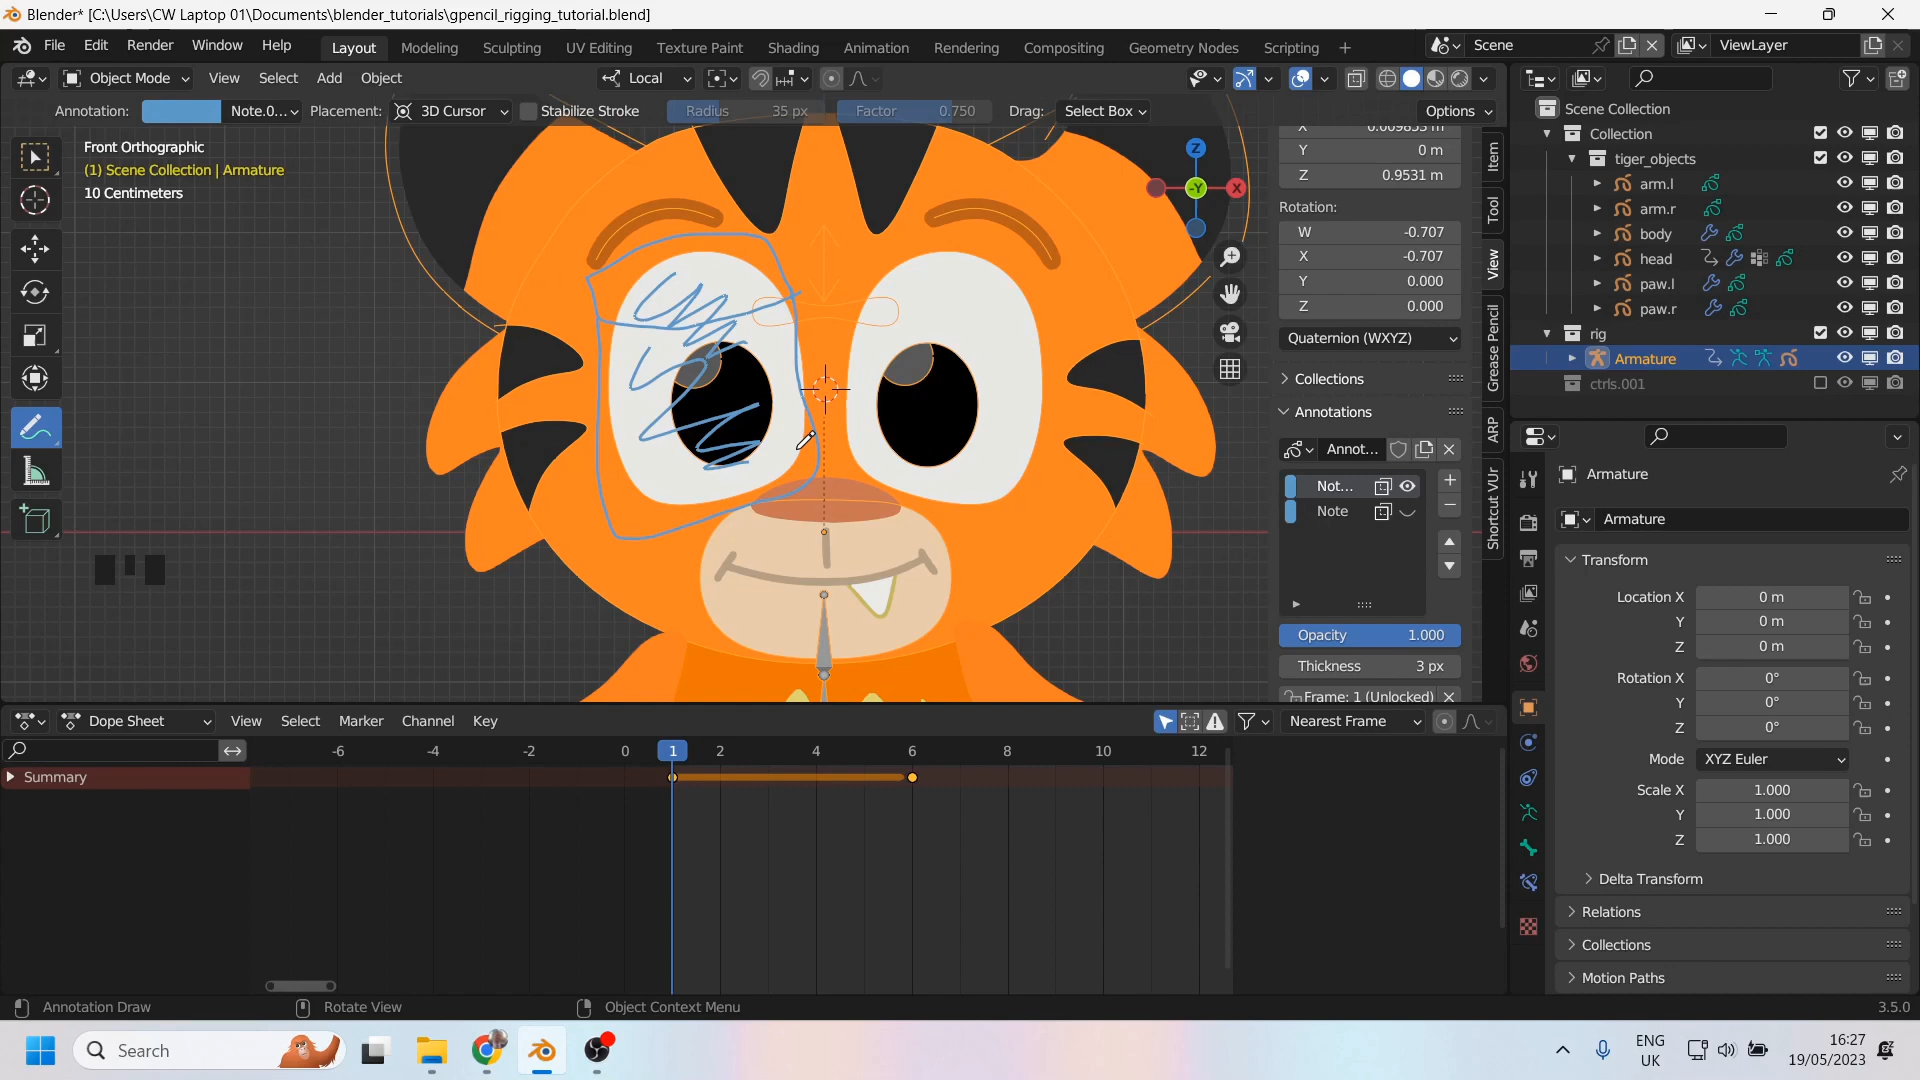 Blender* [C:\Users\CW Laptop 01\Documents\blender_tutorials\gpencil_rigging_tutorial.blend]
File Edit Render Window Help Layout Modeling Sculpting UV Editing Texture Paint Shading Animation Rendering Compositing Geometry Nodes Scripting + Scene ViewLayer
Object Mode View Select Add Object Local
Annotation: Note.0... Placement: 3D Cursor Stabilize Stroke Radius 35 px Factor 0.750 Drag: Select Box Options
Front Orthographic
(1) Scene Collection | Armature
10 Centimeters
Z
-Y
X
X 0.009853 m
Y 0 m
Z 0.9531 m
Rotation:
W -0.707
X -0.707
Y 0.000
Z 0.000
Quaternion (WXYZ)
Collections
Annotations
Annot...
Not...
Note
Opacity 1.000
Thickness 3 px
Frame: 1 (Unlocked)
Item
Tool
View
Grease Pencil
ARP
Shortcut VUr
Scene Collection
Collection
tiger_objects
arm.l
arm.r
body
head
paw.l
paw.r
rig
Armature
ctrls.001
Armature
Armature
Transform
Location X 0 m
Y 0 m
Z 0 m
Rotation X 0°
Y 0°
Z 0°
Mode XYZ Euler
Scale X 1.000
Y 1.000
Z 1.000
Delta Transform
Relations
Collections
Motion Paths
Dope Sheet View Select Marker Channel Key Nearest Frame
-6 -4 -2 0 1 2 4 6 8 10 12
Summary
Annotation Draw Rotate View Object Context Menu 3.5.0
Search
ENG
UK
16:27
19/05/2023